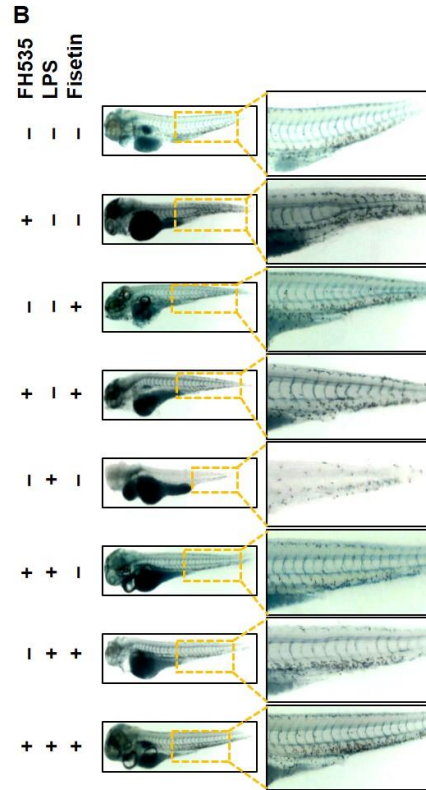 B
FH535
LPS
Fisetin
– – –
+ – –
– – +
+ – +
– + –
+ + –
– + +
+ + +